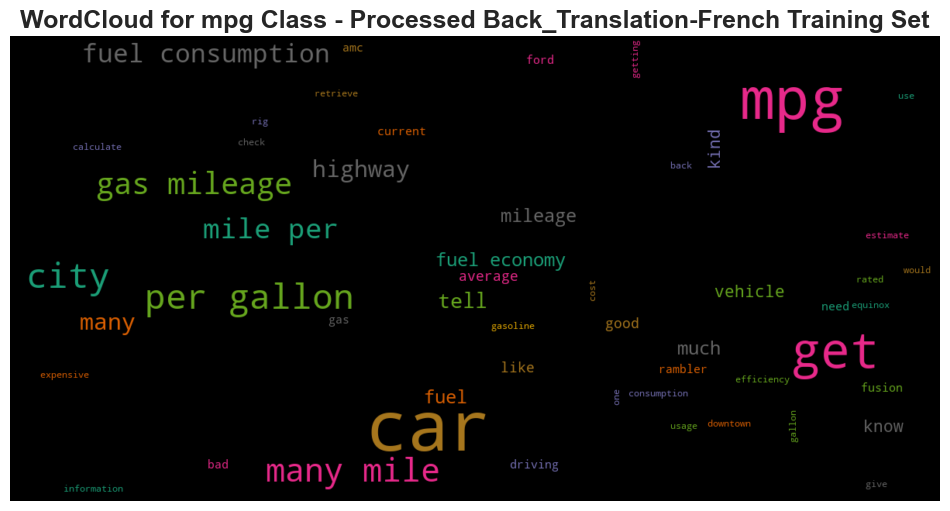 WordCloud for mpg Class - Processed Back_Translation-French Training Set
fuel consumption
amc
ford
getting
mpg
use
retrieve
rig
current
check
calculate
kind
back
highway
gas mileage
mileage
mile per
estimate
fuel economy
average
would
city
rated
cost
vehicle
per gallon
tell
need
equinox
many
gas
gasoline
good
much
get
like
rambler
expensive
efficiency
fusion
fuel
one
consumption
car
usage
downtown
gallon
know
many mile
bad
driving
information
give